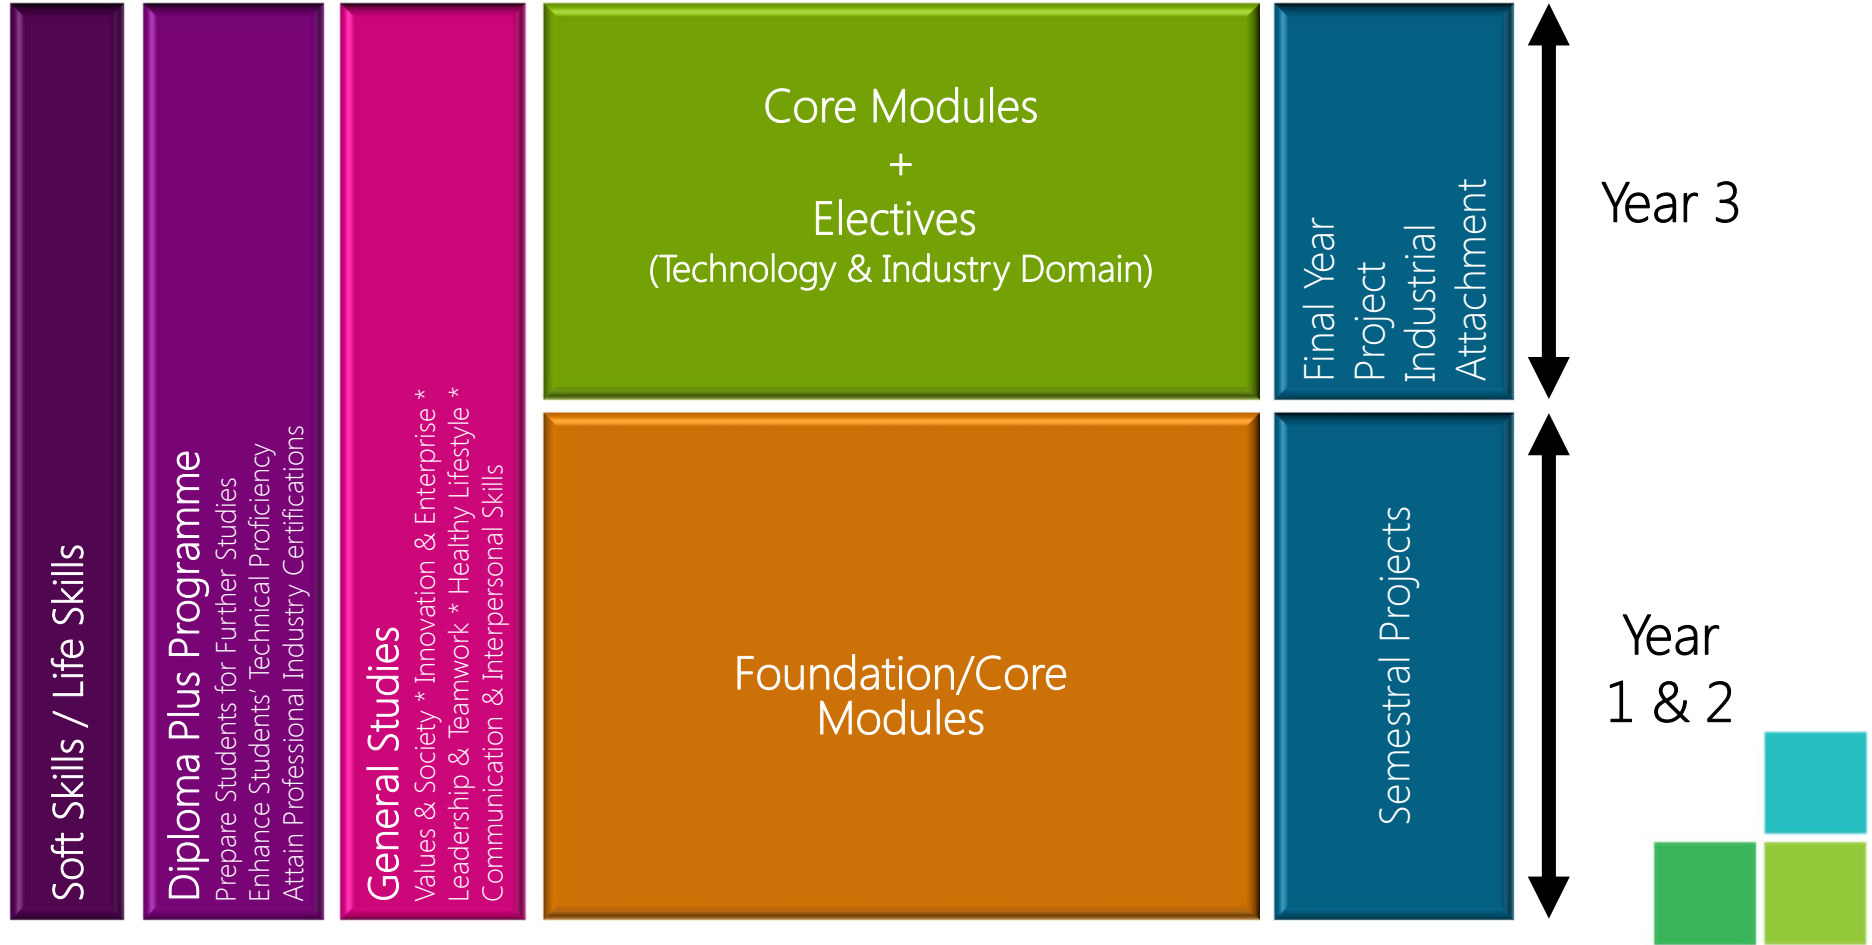 Soft Skills / Life Skills
Diploma Plus Programme
Prepare Students for Further Studies
Enhance Students’ Technical Proficiency
Attain Professional Industry Certifications
General Studies
Values & Society * Innovation & Enterprise *
Leadership & Teamwork * Healthy Lifestyle *
Communication & Interpersonal Skills
Core Modules
+
Electives
(Technology & Industry Domain)
Foundation/Core
Modules
Final Year
Project
Industrial
Attachment
Semestral Projects
Year 3
Year
1 & 2